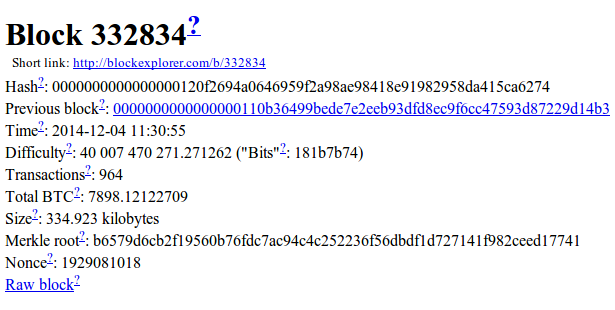 Block 332834?
Short link: http://blockexplorer.com/b/332834
Hash?: 0000000000000000120f2694a0646959f2a98ae98418e91982958da415ca6274
Previous block?: 0000000000000000110b36499bede7e2eeb93dfd8ec9f6cc47593d87229d14b3
Time?: 2014-12-04 11:30:55
Difficulty?: 40 007 470 271.271262 ("Bits"?: 181b7b74)
Transactions?: 964
Total BTC?: 7898.12122709
Size?: 334.923 kilobytes
Merkle root?: b6579d6cb2f19560b76fdc7ac94c4c252236f56dbdf1d727141f982ceed17741
Nonce?: 1929081018
Raw block?